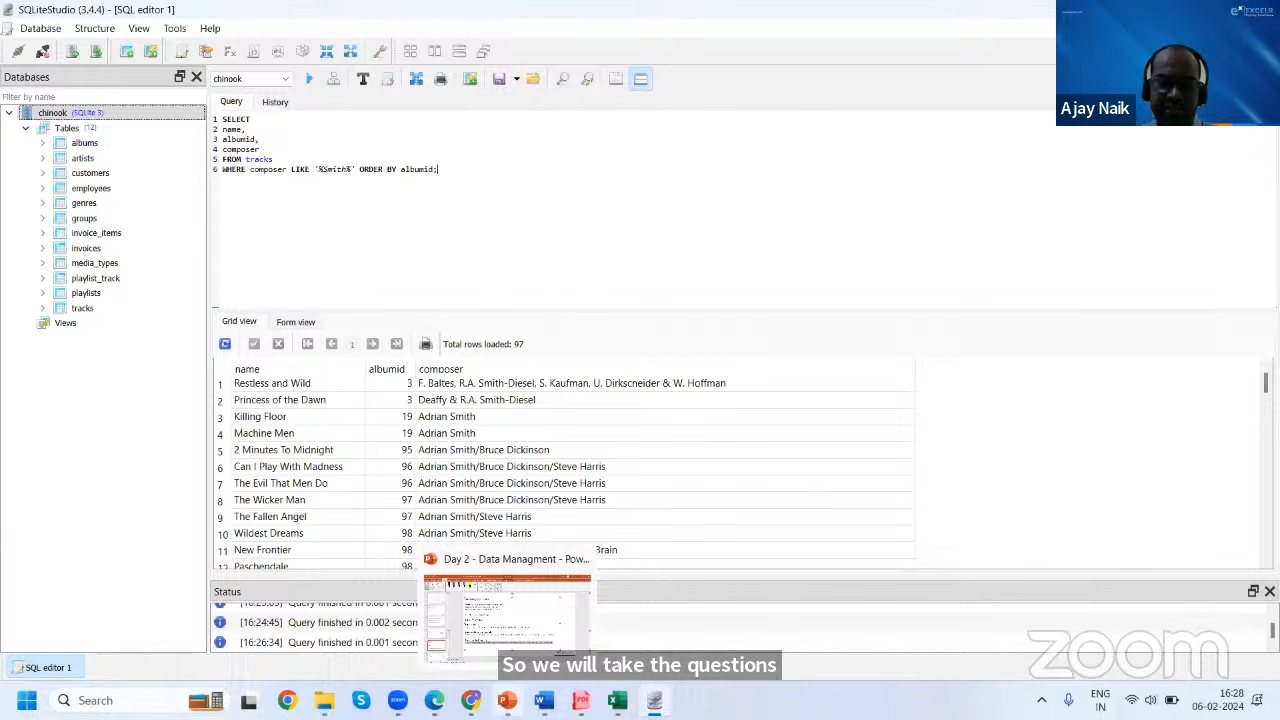 SQLiteStudio (3.4.4) - [SQL editor 1]
Database Structure View Tools Help
Databases
Filter by name
chinook (SQLite 3)
Tables (12)
albums
artists
customers
employees
genres
groups
invoice_items
invoices
media_types
playlist_track
playlists
tracks
Views
chinook
Query History
1 SELECT
2 name,
3 albumid,
4 composer
5 FROM tracks
6 WHERE composer LIKE '%Smith%' ORDER BY albumid;
Grid view Form view
1 Total rows loaded: 97
name albumid composer
1 Restless and Wild 3 F. Baltes, R.A. Smith-Diesel, S. Kaufman, U. Dirkscneider & W. Hoffman
2 Princess of the Dawn 3 Deaffy & R.A. Smith-Diesel
3 Killing Floor 19 Adrian Smith
4 Machine Men 19 Adrian Smith
5 2 Minutes To Midnight 95 Adrian Smith/Bruce Dickinson
6 Can I Play With Madness 96 Adrian Smith/Bruce Dickinson/Steve Harris
7 The Evil That Men Do 96 Adrian Smith/Bruce Dickinson/Steve Harris
8 The Wicker Man 97 Adrian Smith/Bruce Dickinson/Steve Harris
9 The Fallen Angel 97 Adrian Smith/Steve Harris
10 Wildest Dreams 98 Adrian Smith/Steve Harris
11 New Frontier 98 Brain
12 Paschendale 98
Day 2 - Data Managment - Pow...
Status
[16:24:45] Query finished in 0.002 secon
[16:26:34] Query finished in 0.001 secon
SQL editor 1
So we will take the questions
zoom
Search
ENG
IN
16:28
06-02-2024
EXCELR
Ajay Naik